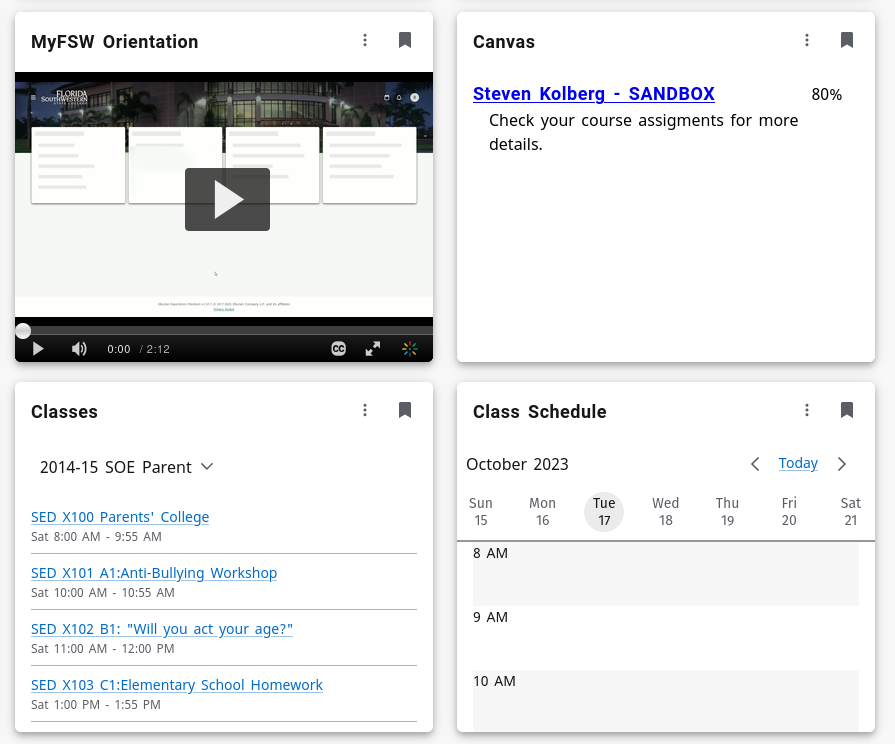 MyFSW Orientation
FLORIDA
SOUTHWESTERN
0:00 / 2:12
CC
Canvas
Steven Kolberg - SANDBOX 80%
Check your course assigments for more
details.
Classes
2014-15 SOE Parent
SED X100 Parents' College
Sat 8:00 AM - 9:55 AM
SED X101 A1:Anti-Bullying Workshop
Sat 10:00 AM - 10:55 AM
SED X102 B1: "Will you act your age?"
Sat 11:00 AM - 12:00 PM
SED X103 C1:Elementary School Homework
Sat 1:00 PM - 1:55 PM
Class Schedule
October 2023 Today
Sun Mon Tue Wed Thu Fri Sat
15 16 17 18 19 20 21
8 AM
9 AM
10 AM